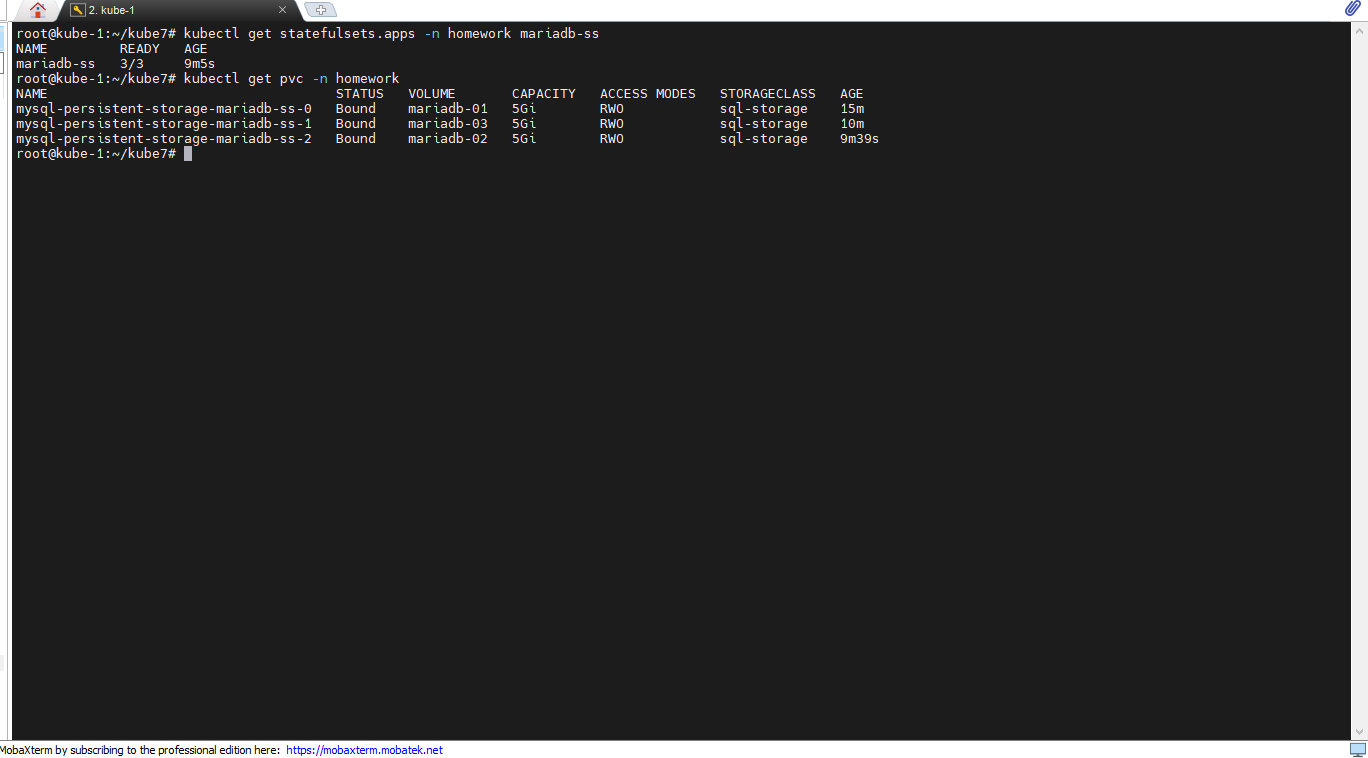 2. kube-1
root@kube-1:~/kube7# kubectl get statefulsets.apps -n homework mariadb-ss
NAME         READY   AGE
mariadb-ss   3/3     9m5s
root@kube-1:~/kube7# kubectl get pvc -n homework
NAME                                    STATUS   VOLUME       CAPACITY   ACCESS MODES   STORAGECLASS   AGE
mysql-persistent-storage-mariadb-ss-0   Bound    mariadb-01   5Gi        RWO            sql-storage    15m
mysql-persistent-storage-mariadb-ss-1   Bound    mariadb-03   5Gi        RWO            sql-storage    10m
mysql-persistent-storage-mariadb-ss-2   Bound    mariadb-02   5Gi        RWO            sql-storage    9m39s
root@kube-1:~/kube7#
MobaXterm by subscribing to the professional edition here: https://mobaxterm.mobatek.net